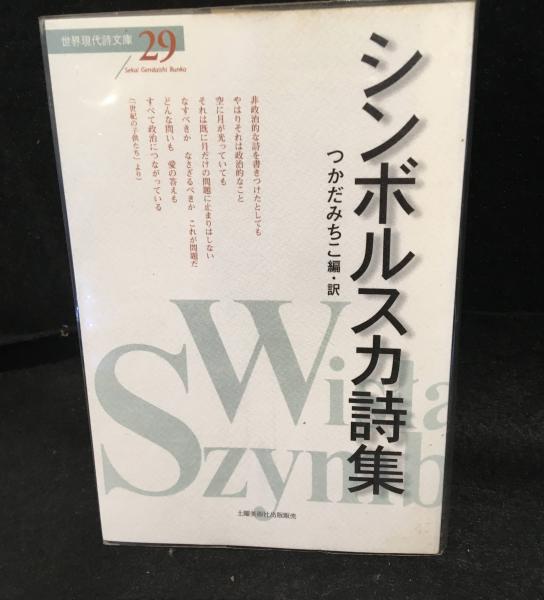 世界現代詩文庫 29
Sekai Gendaishi Bunko
シンボルスカ詩集
つかだみちこ編・訳
非政治的な詩を書きつけたとしても
やはりそれは政治的なこと
空に月が光っていても
それは既に月だけの問題に止まりはしない
なすべきか なさざるべきか これが問題だ
どんな問いも 愛の答えも
すべて政治につながっている
(「世紀の子供たち」より)
Wisła
Szymb
土曜美術社出版販売